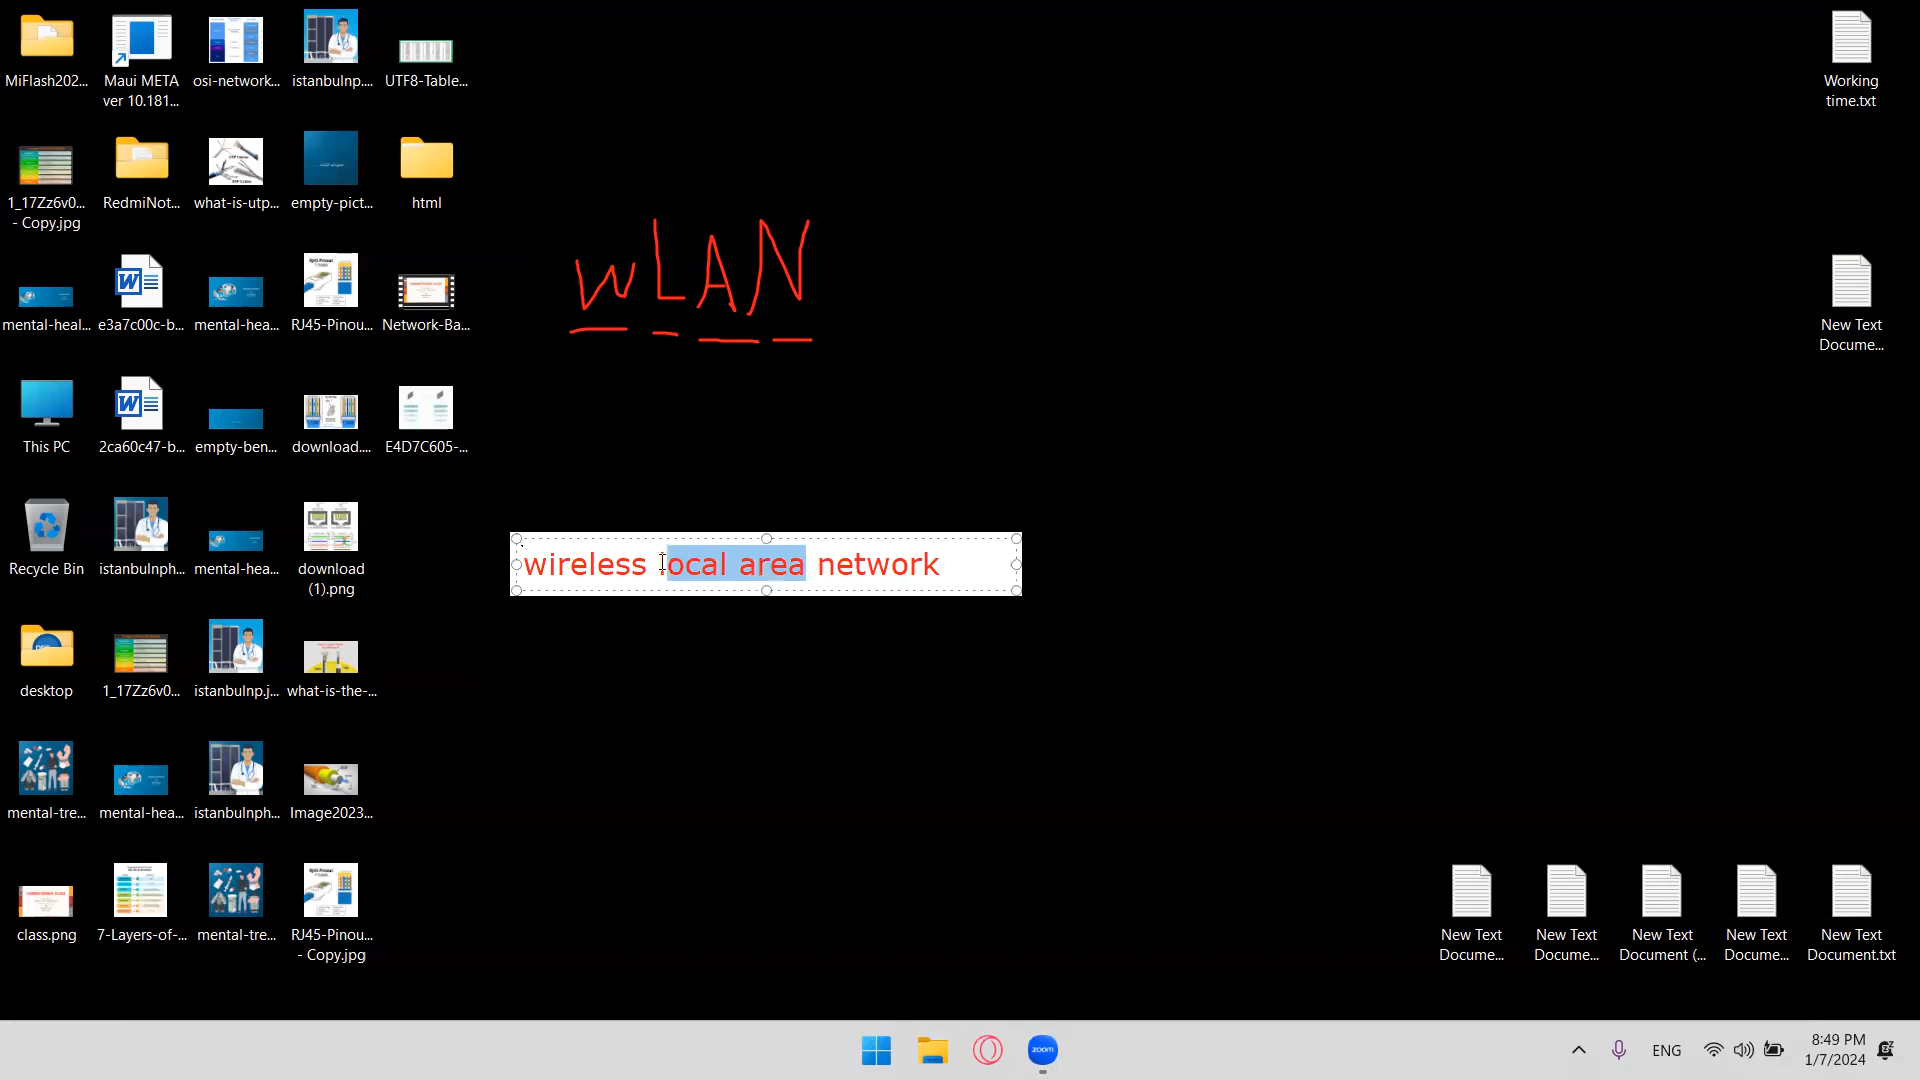 MiFlash202...
Maui META
ver 10.181...
osi-network...
istanbulnp....
UTF8-Table...
Working
time.txt
1_17Zz6v0...
- Copy.jpg
RedmiNot...
what-is-utp...
empty-pict...
html
wLAN
mental-heal...
e3a7c00c-b...
mental-hea...
RJ45-Pinou...
Network-Ba...
New Text
Docume...
This PC
2ca60c47-b...
empty-ben...
download....
E4D7C605-...
wireless local area network
Recycle Bin
istanbulnph...
mental-hea...
download
(1).png
desktop
1_17Zz6v0...
istanbulnp.j...
what-is-the-...
mental-tre...
mental-hea...
istanbulnph...
Image2023...
class.png
7-Layers-of-...
mental-tre...
RJ45-Pinou...
- Copy.jpg
New Text
Docume...
New Text
Docume...
New Text
Document (...
New Text
Docume...
New Text
Document.txt
zoom
ENG
8:49 PM
1/7/2024